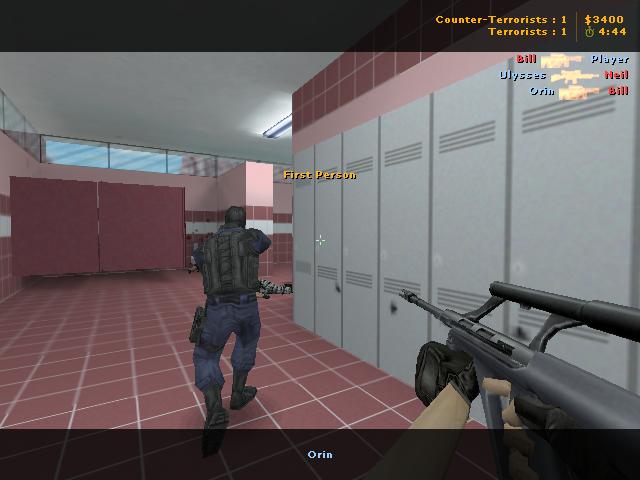 Counter-Terrorists : 1 $3400
Terrorists : 1 4:44
Bill Player
Ulysses Neil
Orin Bill
First Person
Orin